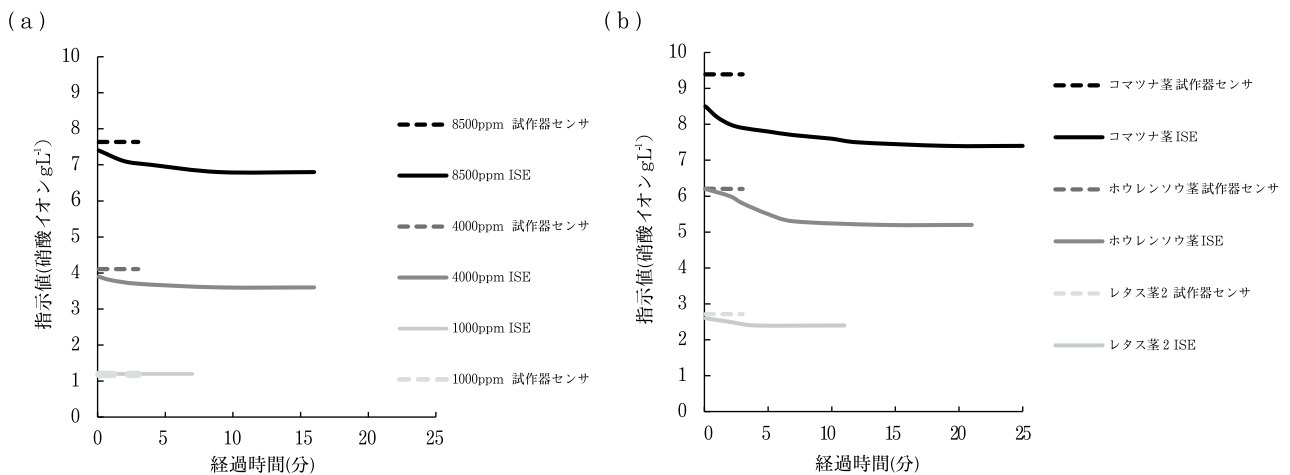 (a)
10
9
8
7
6
5
4
3
2
1
0
指示値(硝酸イオンgL⁻¹)
0 5 10 15 20 25
経過時間(分)
8500ppm 試作器センサ
8500ppm ISE
4000ppm 試作器センサ
4000ppm ISE
1000ppm ISE
1000ppm 試作器センサ
(b)
10
9
8
7
6
5
4
3
2
1
0
指示値(硝酸イオンgL⁻¹)
0 5 10 15 20 25
経過時間(分)
コマツナ茎 試作器センサ
コマツナ茎 ISE
ホウレンソウ茎 試作器センサ
ホウレンソウ茎 ISE
レタス茎2 試作器センサ
レタス茎2 ISE